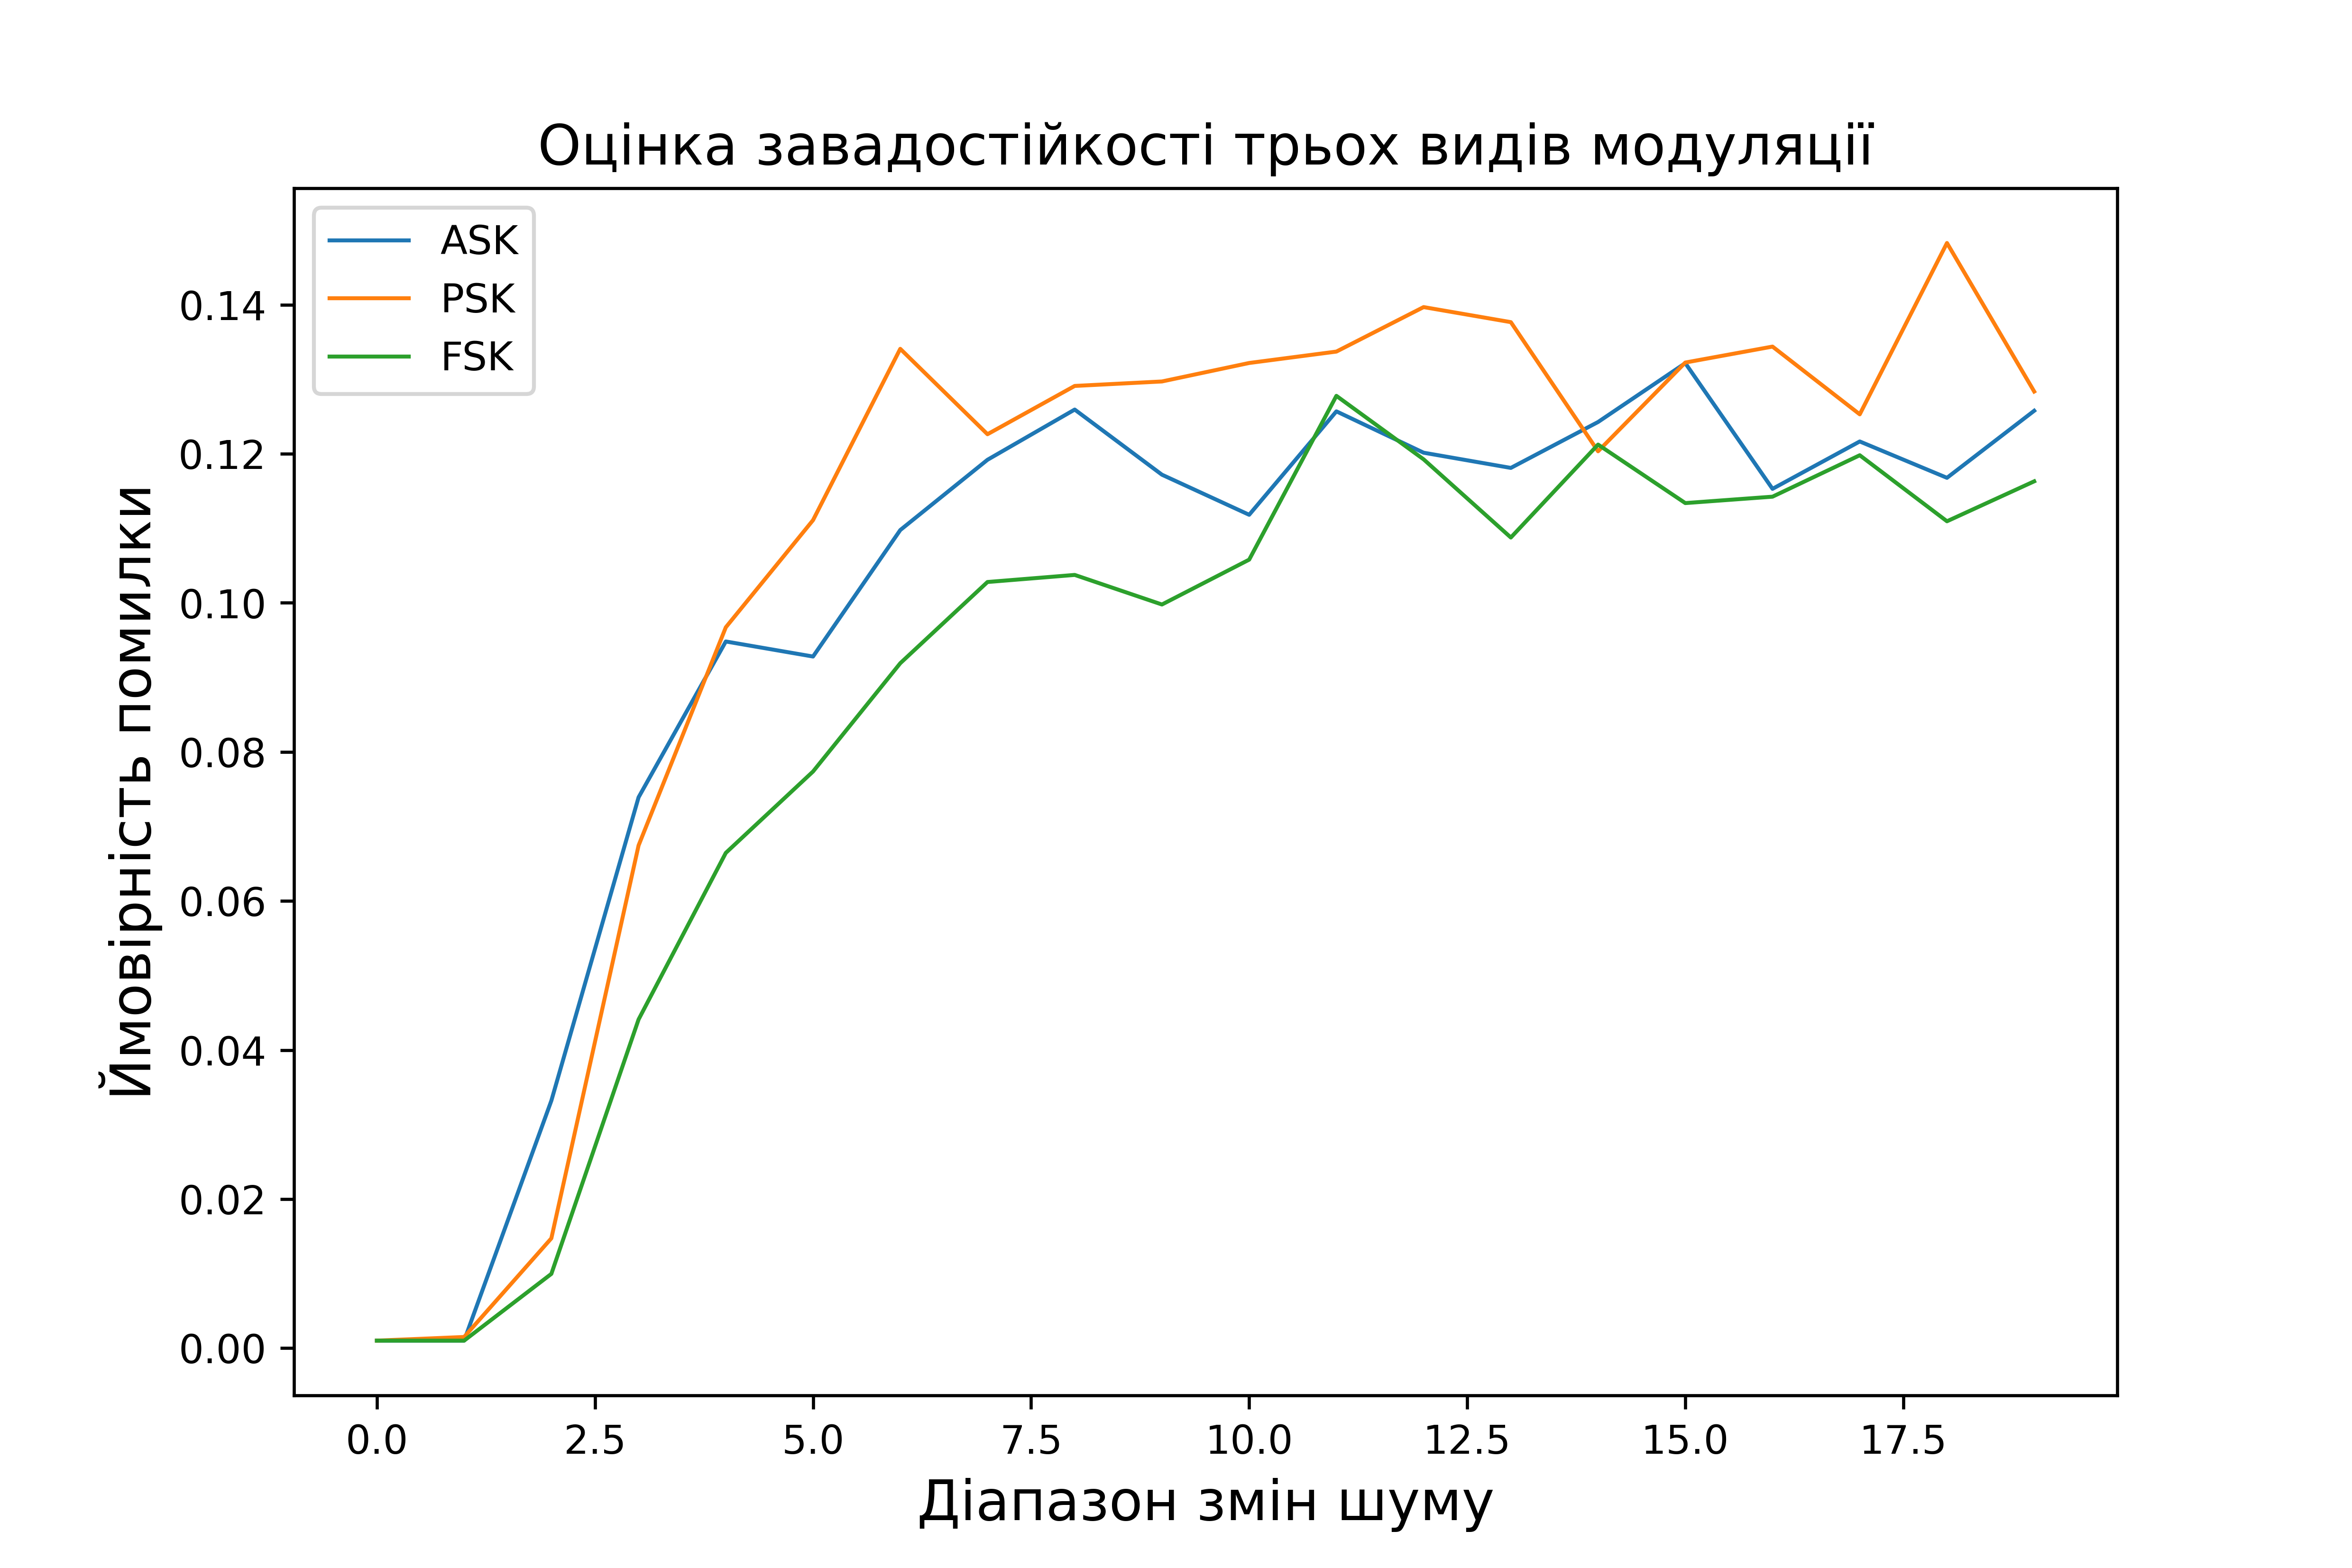 Оцінка завадостійкості трьох видів модуляції
ASK
PSK
FSK
Ймовірність помилки
0.14
0.12
0.10
0.08
0.06
0.04
0.02
0.00
0.0 2.5 5.0 7.5 10.0 12.5 15.0 17.5
Діапазон змін шуму